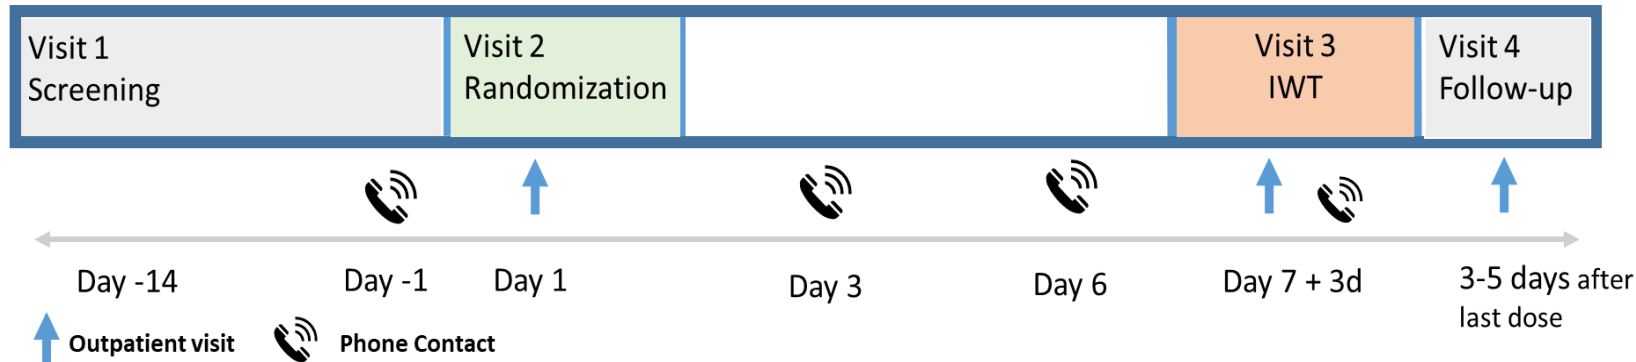 Visit 1
Screening
Visit 2
Randomization
Visit 3
IWT
Visit 4
Follow-up
Day -14
Day -1
Day 1
Day 3
Day 6
Day 7 + 3d
3-5 days after
last dose
Outpatient visit
Phone Contact